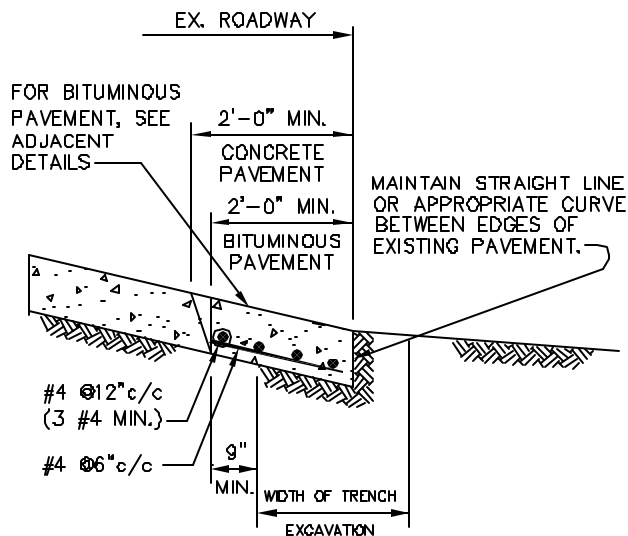 EX. ROADWAY
FOR BITUMINOUS
PAVEMENT, SEE
ADJACENT
DETAILS
2'-0" MIN.
CONCRETE
PAVEMENT
2'-0" MIN.
BITUMINOUS
PAVEMENT
MAINTAIN STRAIGHT LINE
OR APPROPRIATE CURVE
BETWEEN EDGES OF
EXISTING PAVEMENT.
#4 @12"c/c
(3 #4 MIN.)
#4 @6"c/c
9"
MIN.
WIDTH OF TRENCH
EXCAVATION